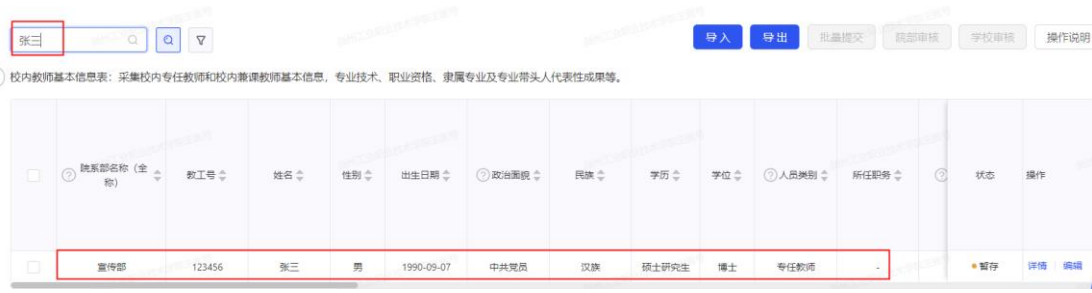 张三
导入 导出 批量提交 院部审核 学校审核 操作说明
校内教师基本信息表：采集校内专任教师和校内兼课教师基本信息，专业技术、职业资格、隶属专业及专业带头人代表性成果等。
院系部名称（全称） 教工号 姓名 性别 出生日期 政治面貌 民族 学历 学位 人员类别 所任职务 状态 操作
宣传部 123456 张三 男 1990-09-07 中共党员 汉族 硕士研究生 博士 专任教师 - 暂存 详情 编辑